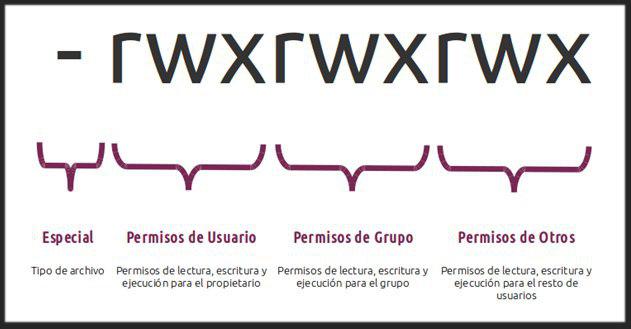 - rwxrwxrwx
Especial
Permisos de Usuario
Permisos de Grupo
Permisos de Otros
Tipo de archivo
Permisos de lectura, escritura y
ejecución para el propietario
Permisos de lectura, escritura y
ejecución para el grupo
Permisos de lectura, escritura y
ejecución para el resto de
usuarios